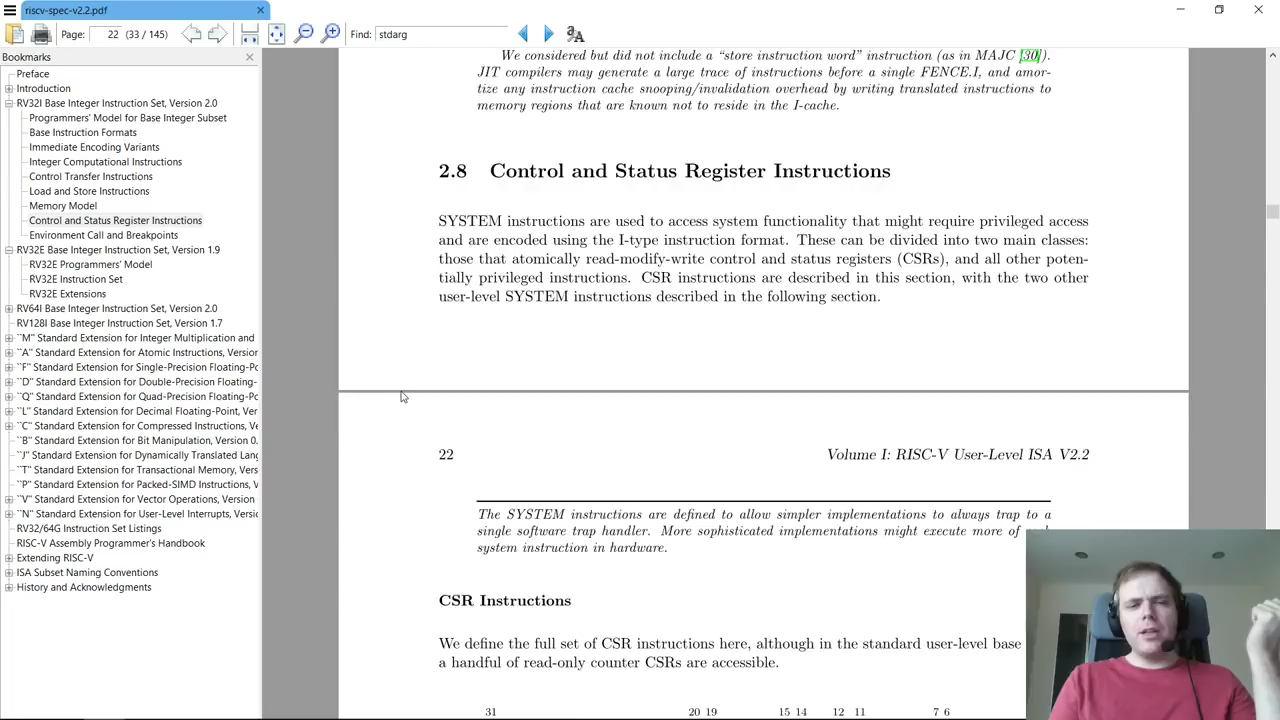 riscv-spec-v2.2.pdf
Page: 22 (33 / 145) Find: stdarg
Bookmarks
Preface
Introduction
RV32I Base Integer Instruction Set, Version 2.0
Programmers' Model for Base Integer Subset
Base Instruction Formats
Immediate Encoding Variants
Integer Computational Instructions
Control Transfer Instructions
Load and Store Instructions
Memory Model
Control and Status Register Instructions
Environment Call and Breakpoints
RV32E Base Integer Instruction Set, Version 1.9
RV32E Programmers' Model
RV32E Instruction Set
RV32E Extensions
RV64I Base Integer Instruction Set, Version 2.0
RV128I Base Integer Instruction Set, Version 1.7
``M'' Standard Extension for Integer Multiplication and
``A'' Standard Extension for Atomic Instructions, Version
``F'' Standard Extension for Single-Precision Floating-Po
``D'' Standard Extension for Double-Precision Floating-
``Q'' Standard Extension for Quad-Precision Floating-Po
``L'' Standard Extension for Decimal Floating-Point, Ver
``C'' Standard Extension for Compressed Instructions, Ve
``B'' Standard Extension for Bit Manipulation, Version 0.
``J'' Standard Extension for Dynamically Translated Lang
``T'' Standard Extension for Transactional Memory, Vers
``P'' Standard Extension for Packed-SIMD Instructions, V
``V'' Standard Extension for Vector Operations, Version
``N'' Standard Extension for User-Level Interrupts, Versic
RV32/64G Instruction Set Listings
RISC-V Assembly Programmer's Handbook
Extending RISC-V
ISA Subset Naming Conventions
History and Acknowledgments
We considered but did not include a “store instruction word” instruction (as in MAJC [30]).
JIT compilers may generate a large trace of instructions before a single FENCE.I, and amor-
tize any instruction cache snooping/invalidation overhead by writing translated instructions to
memory regions that are known not to reside in the I-cache.
2.8 Control and Status Register Instructions
SYSTEM instructions are used to access system functionality that might require privileged access
and are encoded using the I-type instruction format. These can be divided into two main classes:
those that atomically read-modify-write control and status registers (CSRs), and all other poten-
tially privileged instructions. CSR instructions are described in this section, with the two other
user-level SYSTEM instructions described in the following section.
22 Volume I: RISC-V User-Level ISA V2.2
The SYSTEM instructions are defined to allow simpler implementations to always trap to a
single software trap handler. More sophisticated implementations might execute more of
system instruction in hardware.
CSR Instructions
We define the full set of CSR instructions here, although in the standard user-level base
a handful of read-only counter CSRs are accessible.
31 20 19 15 14 12 11 7 6